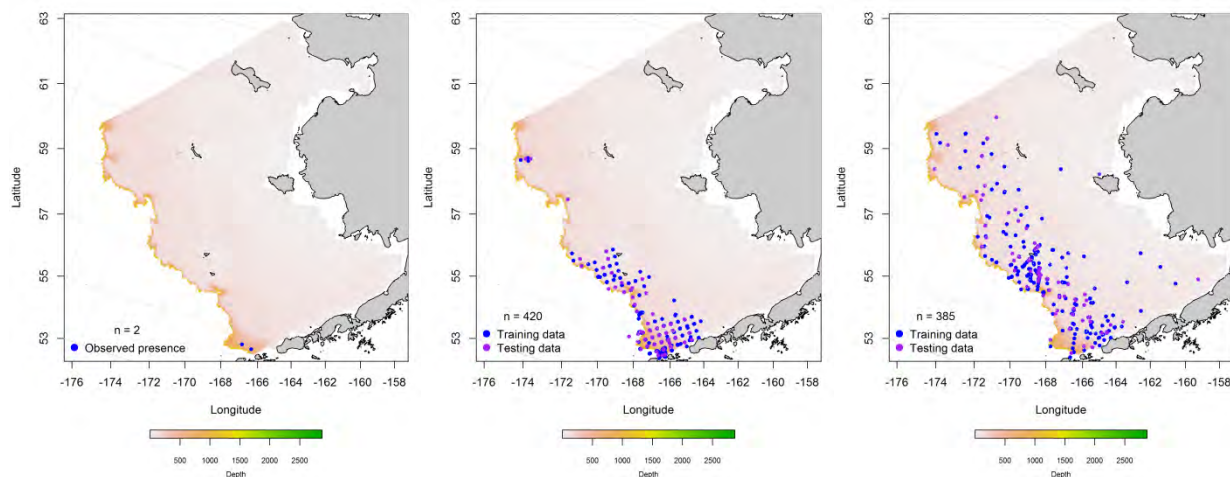 63
61
59
57
55
53
Latitude
n = 2
Observed presence
-176 -174 -172 -170 -168 -166 -164 -162 -160 -158
Longitude
500 1000 1500 2000 2500
Depth
63
61
59
57
55
53
Latitude
n = 420
Training data
Testing data
-176 -174 -172 -170 -168 -166 -164 -162 -160 -158
Longitude
500 1000 1500 2000 2500
Depth
63
61
59
57
55
53
Latitude
n = 385
Training data
Testing data
-176 -174 -172 -170 -168 -166 -164 -162 -160 -158
Longitude
500 1000 1500 2000 2500
Depth